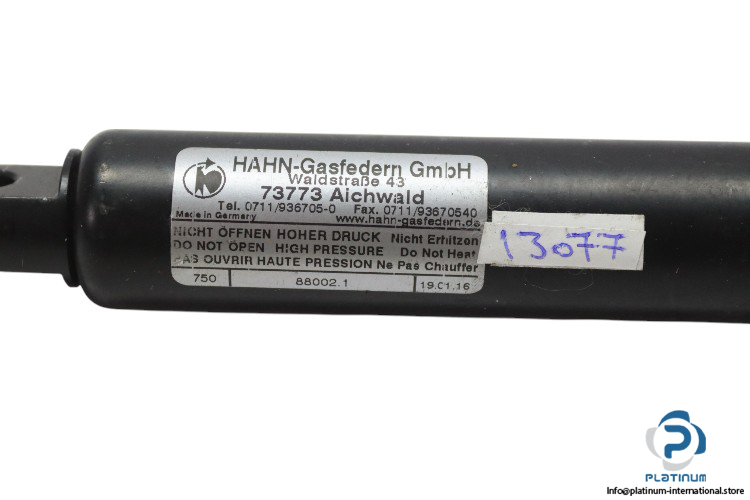 HAHN-Gasfedern GmbH
Waldstraße 43
73773 Aichwald
Tel. 0711/936705-0 Fax. 0711/93670540
Made in Germany www.hahn-gasfedern.de
NICHT ÖFFNEN HOHER DRUCK Nicht Erhitzen
DO NOT OPEN HIGH PRESSURE Do Not Heat
PAS OUVRIR HAUTE PRESSION Ne Pas Chauffer
750 88002.1 19.01.16
13077
PLATINUM
Info@platinum-international.store